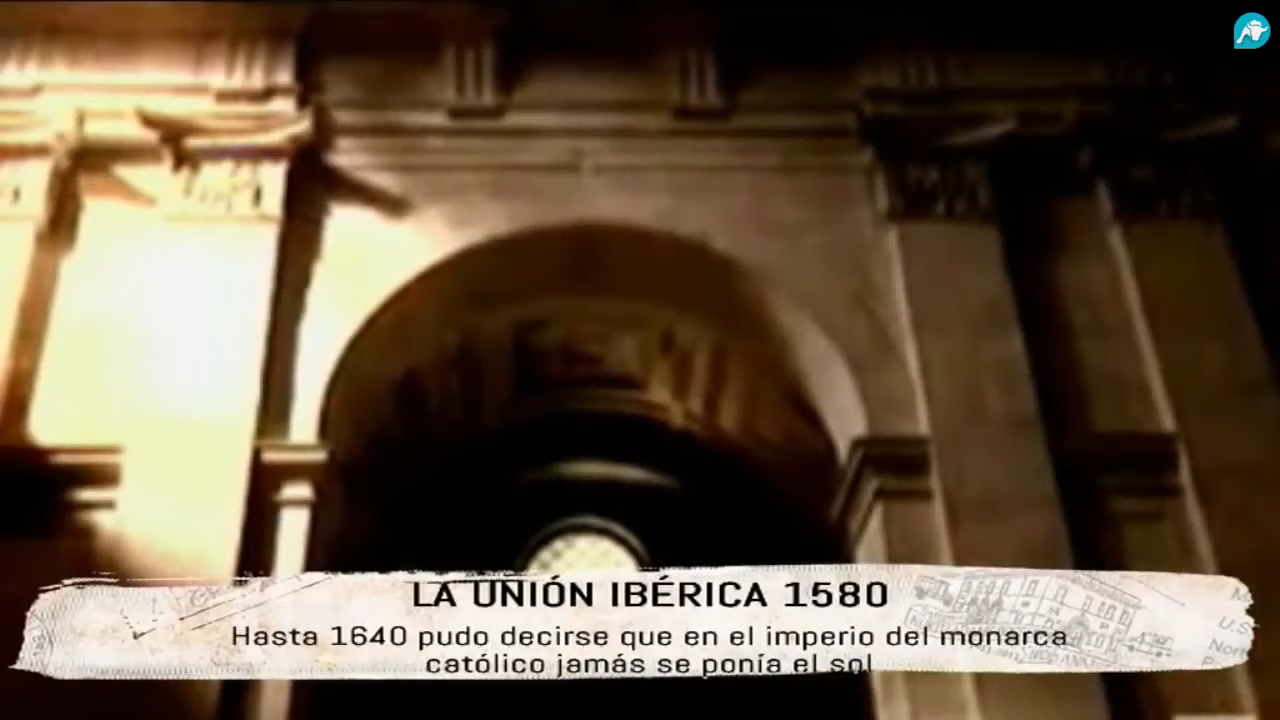 LA UNIÓN IBÉRICA 1580
Hasta 1640 pudo decirse que en el imperio del monarca
católico jamás se ponía el sol
U.S.